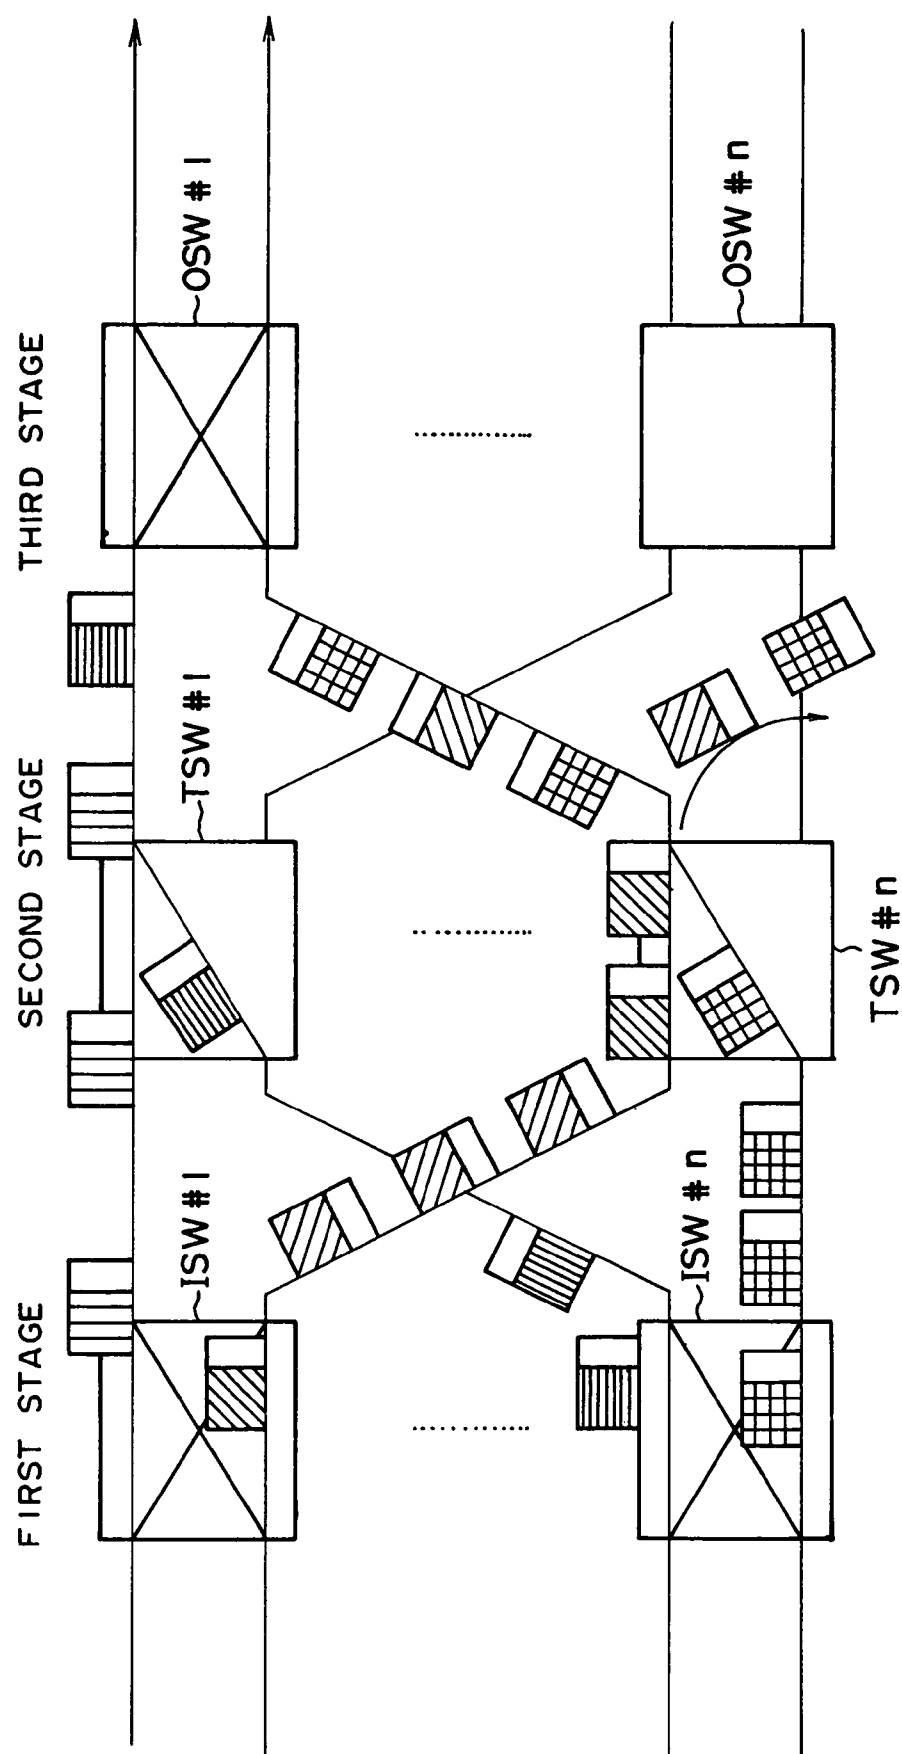 FIRST STAGE
SECOND STAGE
THIRD STAGE
ISW #1
TSW #1
OSW #1
ISW #n
TSW #n
OSW #n